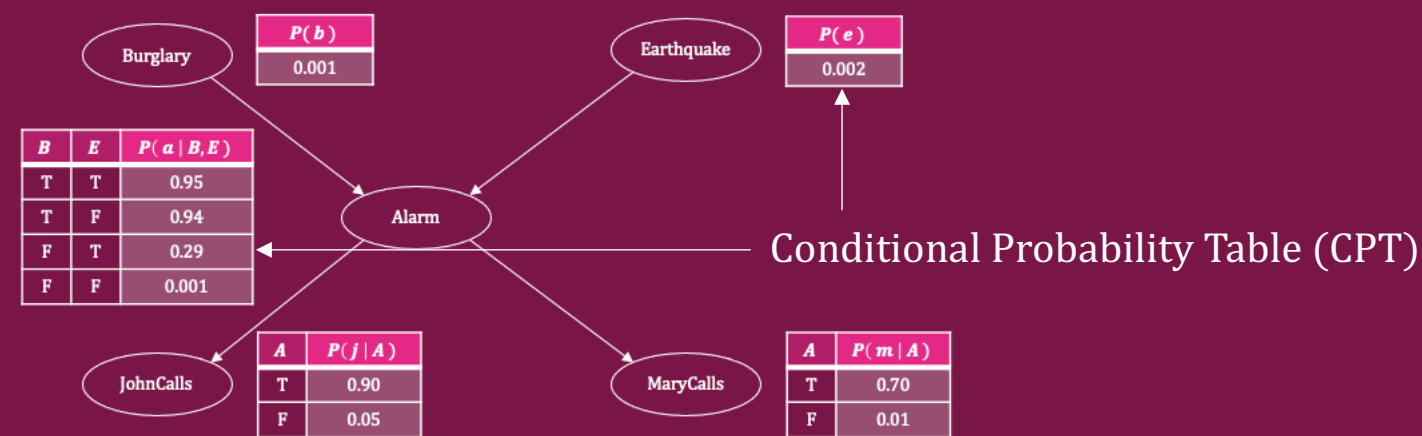 P( b )
0.001
Burglary
Earthquake
P( e )
0.002
B E P( a | B,E )
T T 0.95
T F 0.94
F T 0.29
F F 0.001
Alarm
Conditional Probability Table (CPT)
JohnCalls
A P( j | A )
T 0.90
F 0.05
MaryCalls
A P( m | A )
T 0.70
F 0.01